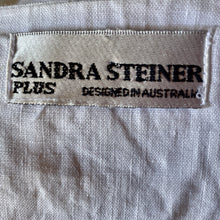 SANDRA STEINER
PLUS DESIGNED IN AUSTRALIA.